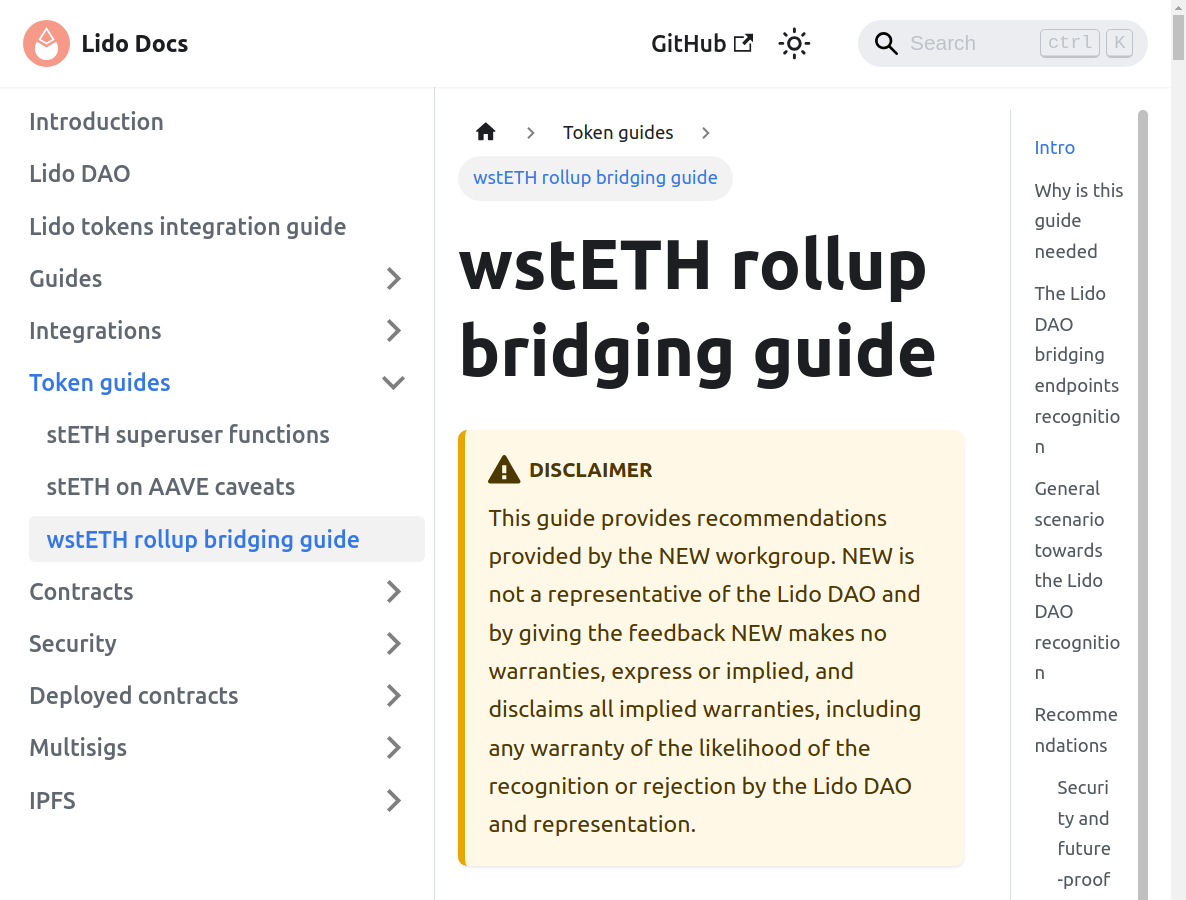 Lido Docs
GitHub
Search
ctrl K
Introduction
Lido DAO
Lido tokens integration guide
Guides
Integrations
Token guides
stETH superuser functions
stETH on AAVE caveats
wstETH rollup bridging guide
Contracts
Security
Deployed contracts
Multisigs
IPFS
Token guides
wstETH rollup bridging guide
wstETH rollup
bridging guide
DISCLAIMER
This guide provides recommendations
provided by the NEW workgroup. NEW is
not a representative of the Lido DAO and
by giving the feedback NEW makes no
warranties, express or implied, and
disclaims all implied warranties, including
any warranty of the likelihood of the
recognition or rejection by the Lido DAO
and representation.
Intro
Why is this
guide
needed
The Lido
DAO
bridging
endpoints
recognitio
n
General
scenario
towards
the Lido
DAO
recognitio
n
Recomme
ndations
Securi
ty and
future
-proof